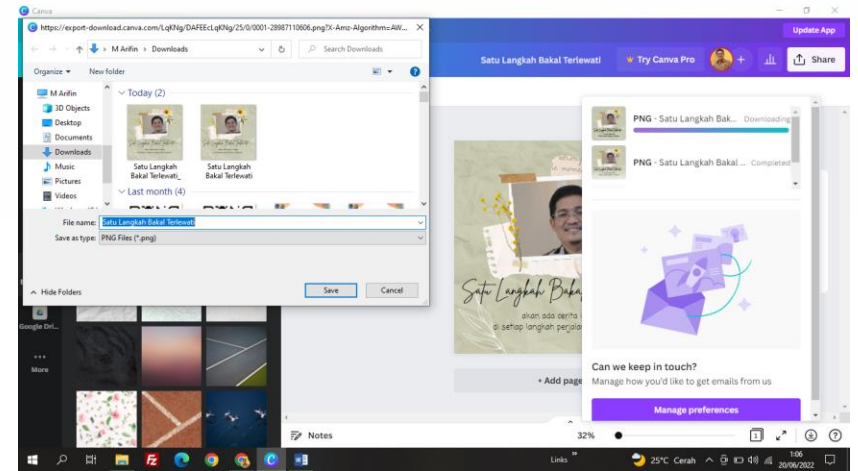 Canva
https://export-download.canva.com/LqKNg/DAFEEcLqKNg/25/0/0001-28987110606.png?X-Amz-Algorithm=AW...
M Arifin > Downloads
Search Downloads
Organize
New folder
M Arifin
3D Objects
Desktop
Documents
Downloads
Music
Pictures
Videos
Today (2)
Satu Langkah
Bakal Terlewati_
Satu Langkah
Bakal Terlewati
Last month (4)
File name: Satu Langkah Bakal Terlewati
Save as type: PNG Files (*.png)
Hide Folders
Save
Cancel
Update App
Satu Langkah Bakal Terlewati
Try Canva Pro
Share
PNG - Satu Langkah Bak... Downloading
PNG - Satu Langkah Bakal ... Completed
Satu Langkah Bakal
akan ada cerita
di setiap langkah perjala
+ Add page
Can we keep in touch?
Manage how you'd like to get emails from us
Manage preferences
Google Dri...
More
Notes
32%
1
Links
25°C Cerah
1:06
20/06/2022